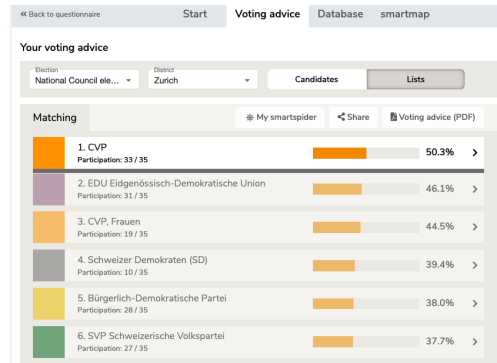 « Back to questionnaire
Start
Voting advice
Database
smartmap
Your voting advice
Election
National Council ele...
District
Zurich
Candidates
Lists
Matching
My smartspider
Share
Voting advice (PDF)
1. CVP
Participation: 33 / 35
50.3%
2. EDU Eidgenössisch-Demokratische Union
Participation: 31 / 35
46.1%
3. CVP, Frauen
Participation: 19 / 35
44.5%
4. Schweizer Demokraten (SD)
Participation: 10 / 35
39.4%
5. Bürgerlich-Demokratische Partei
Participation: 28 / 35
38.0%
6. SVP Schweizerische Volkspartei
Participation: 27 / 35
37.7%